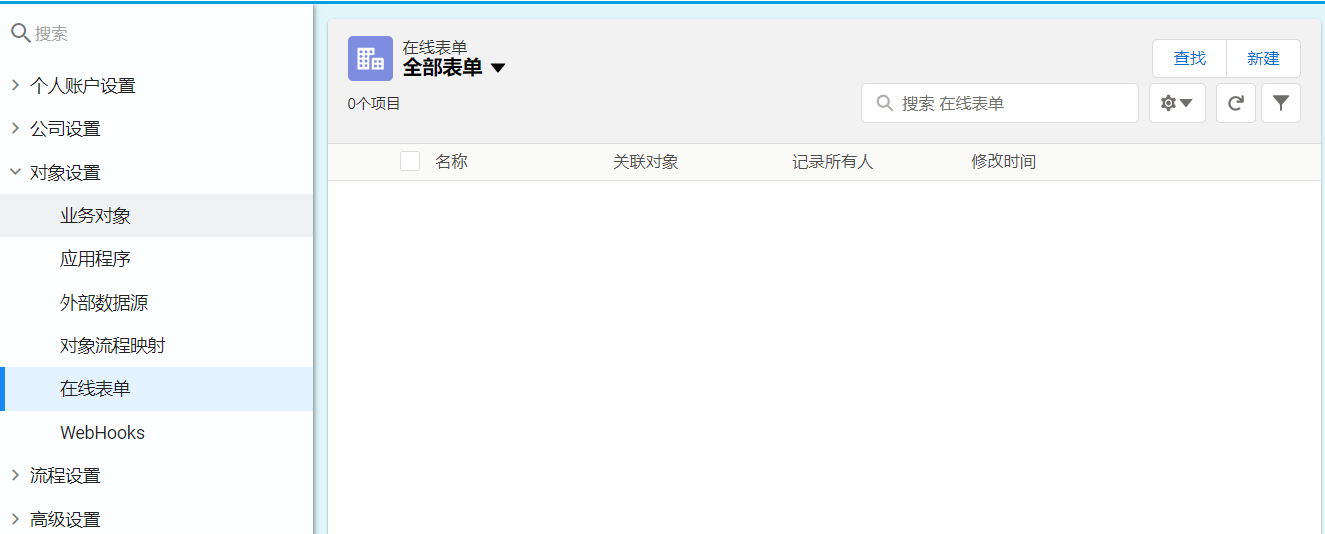 搜索
个人账户设置
公司设置
对象设置
业务对象
应用程序
外部数据源
对象流程映射
在线表单
WebHooks
流程设置
高级设置
在线表单
全部表单
查找 新建
0个项目
搜索 在线表单
名称 关联对象 记录所有人 修改时间